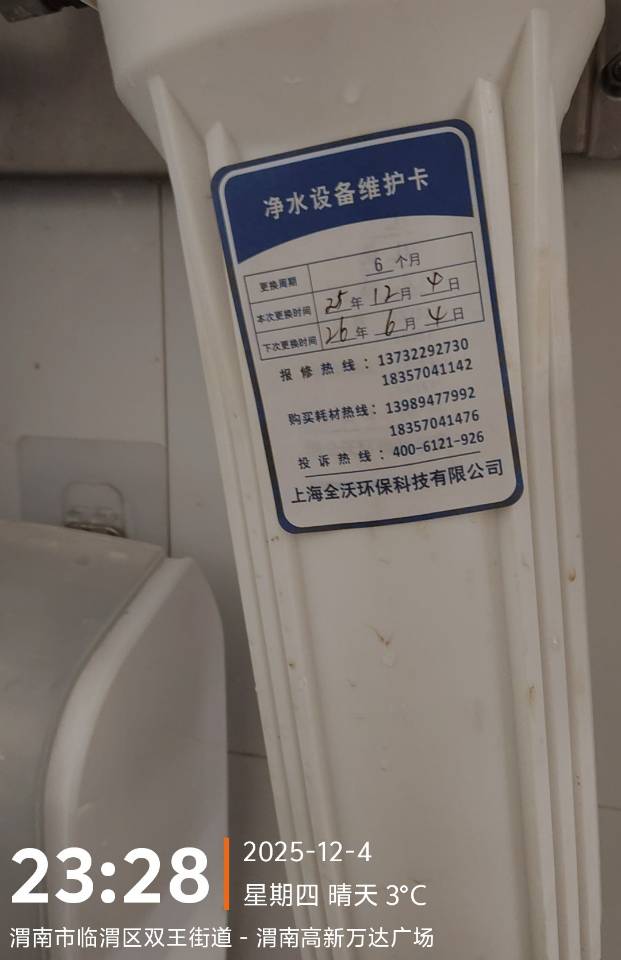 净水设备维护卡
更换周期 6 个月
本次更换时间 25 年 12 月 4 日
下次更换时间 26 年 6 月 4 日
报修热线：13732292730
18357041142
购买耗材热线：13989477992
18357041476
投诉热线：400-6121-926
上海全沃环保科技有限公司
23:28
2025-12-4
星期四 晴天 3°C
渭南市临渭区双王街道 - 渭南高新万达广场